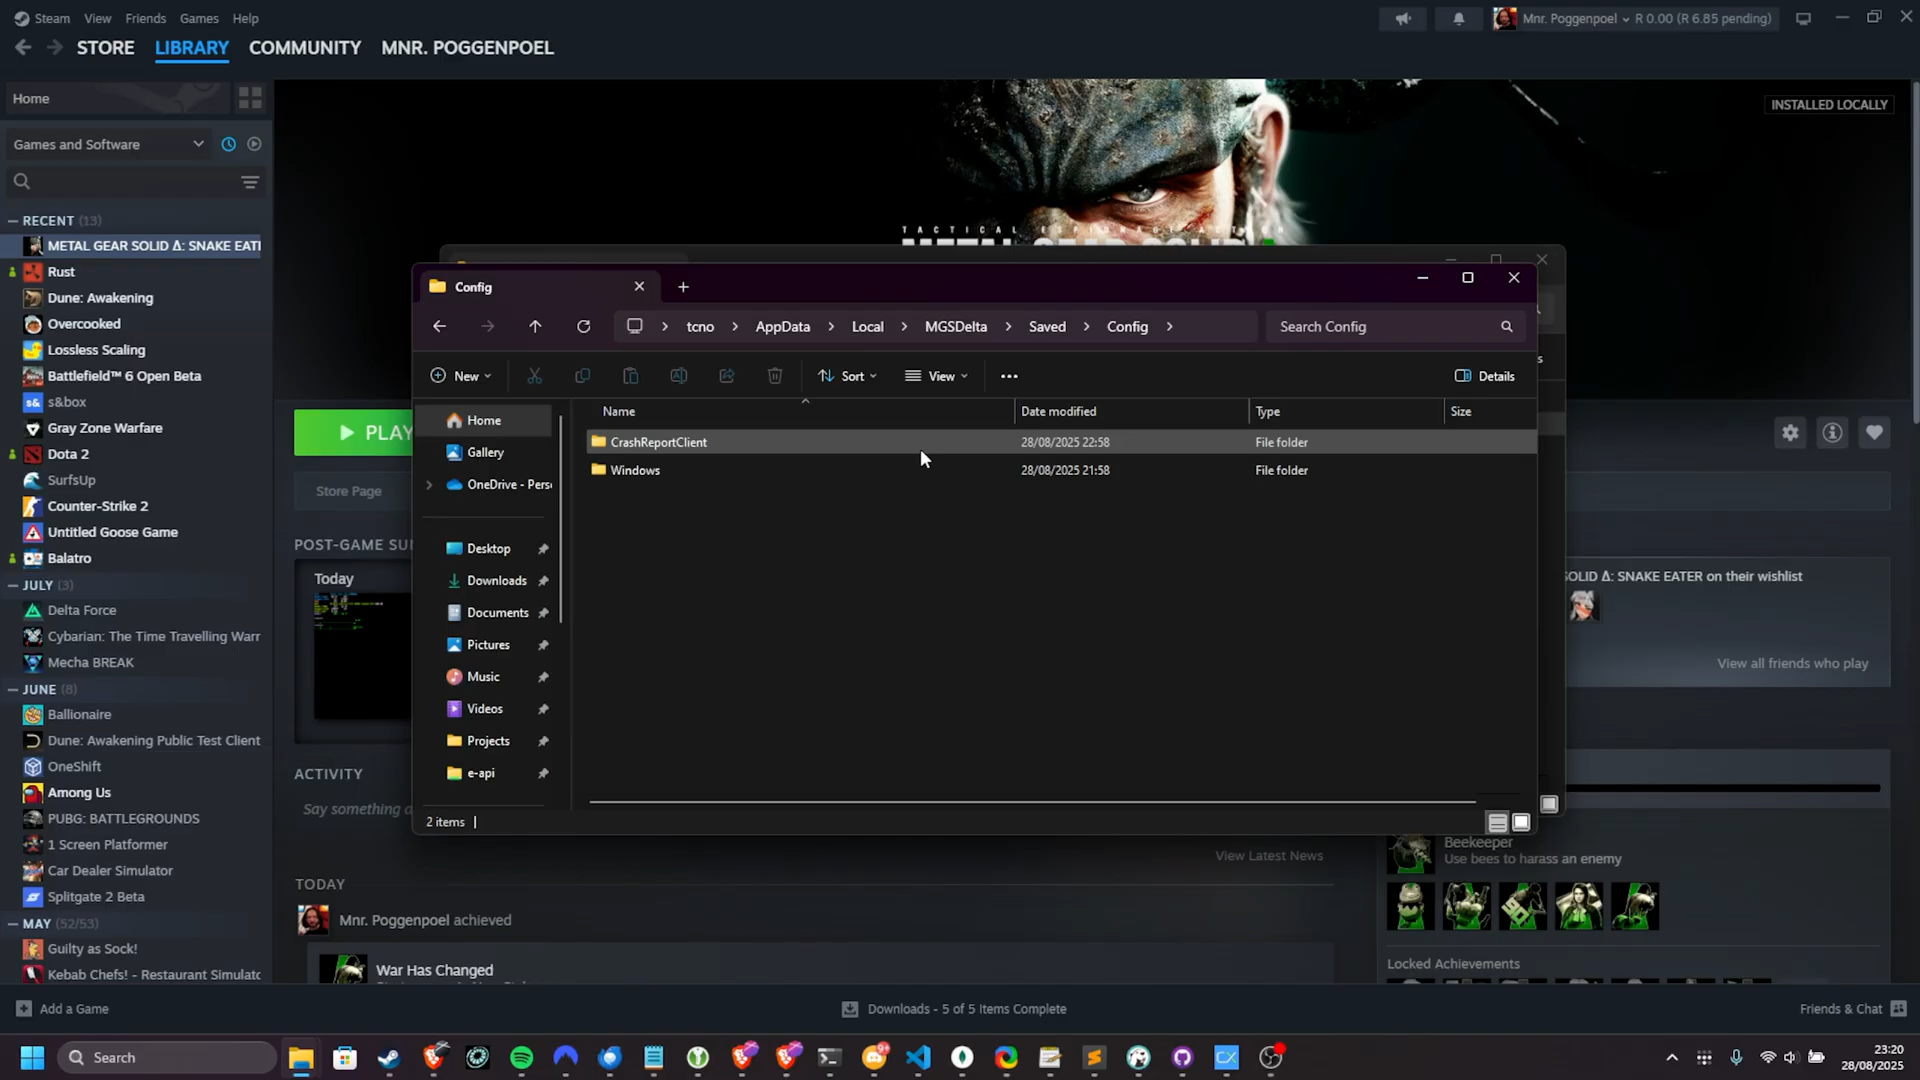 Steam View Friends Games Help
Mnr. Poggenpoel R 0.00 (R 6.85 pending)
STORE LIBRARY COMMUNITY MNR. POGGENPOEL
Home
INSTALLED LOCALLY
Games and Software
RECENT (13)
METAL GEAR SOLID Δ: SNAKE EATI
Rust
Dune: Awakening
Overcooked
Lossless Scaling
Battlefield™ 6 Open Beta
s&box
Gray Zone Warfare
Dota 2
SurfsUp
Counter-Strike 2
Untitled Goose Game
Balatro
JULY (3)
Delta Force
Cybarian: The Time Travelling Warr
Mecha BREAK
JUNE (8)
Ballionaire
Dune: Awakening Public Test Client
OneShift
Among Us
PUBG: BATTLEGROUNDS
1 Screen Platformer
Car Dealer Simulator
Splitgate 2 Beta
MAY (52/53)
Guilty as Sock!
Kebab Chefs! - Restaurant Simulatc
TACTICAL ESPIONAGE ACTION
METAL GEAR SOLID
Config
tcno > AppData > Local > MGSDelta > Saved > Config >
Search Config
New
Sort
View
Details
Home
Gallery
OneDrive - Pers
Desktop
Downloads
Documents
Pictures
Music
Videos
Projects
e-api
Name Date modified Type Size
CrashReportClient 28/08/2025 22:58 File folder
Windows 28/08/2025 21:58 File folder
2 items
PLAY
Store Page
POST-GAME SU
Today
ACTIVITY
Say something a
SOLID Δ: SNAKE EATER on their wishlist
View all friends who play
View Latest News
Beekeeper
Use bees to harass an enemy
Locked Achievements
TODAY
Mnr. Poggenpoel achieved
War Has Changed
Add a Game
Downloads - 5 of 5 Items Complete
Friends & Chat
Search
23:20
28/08/2025